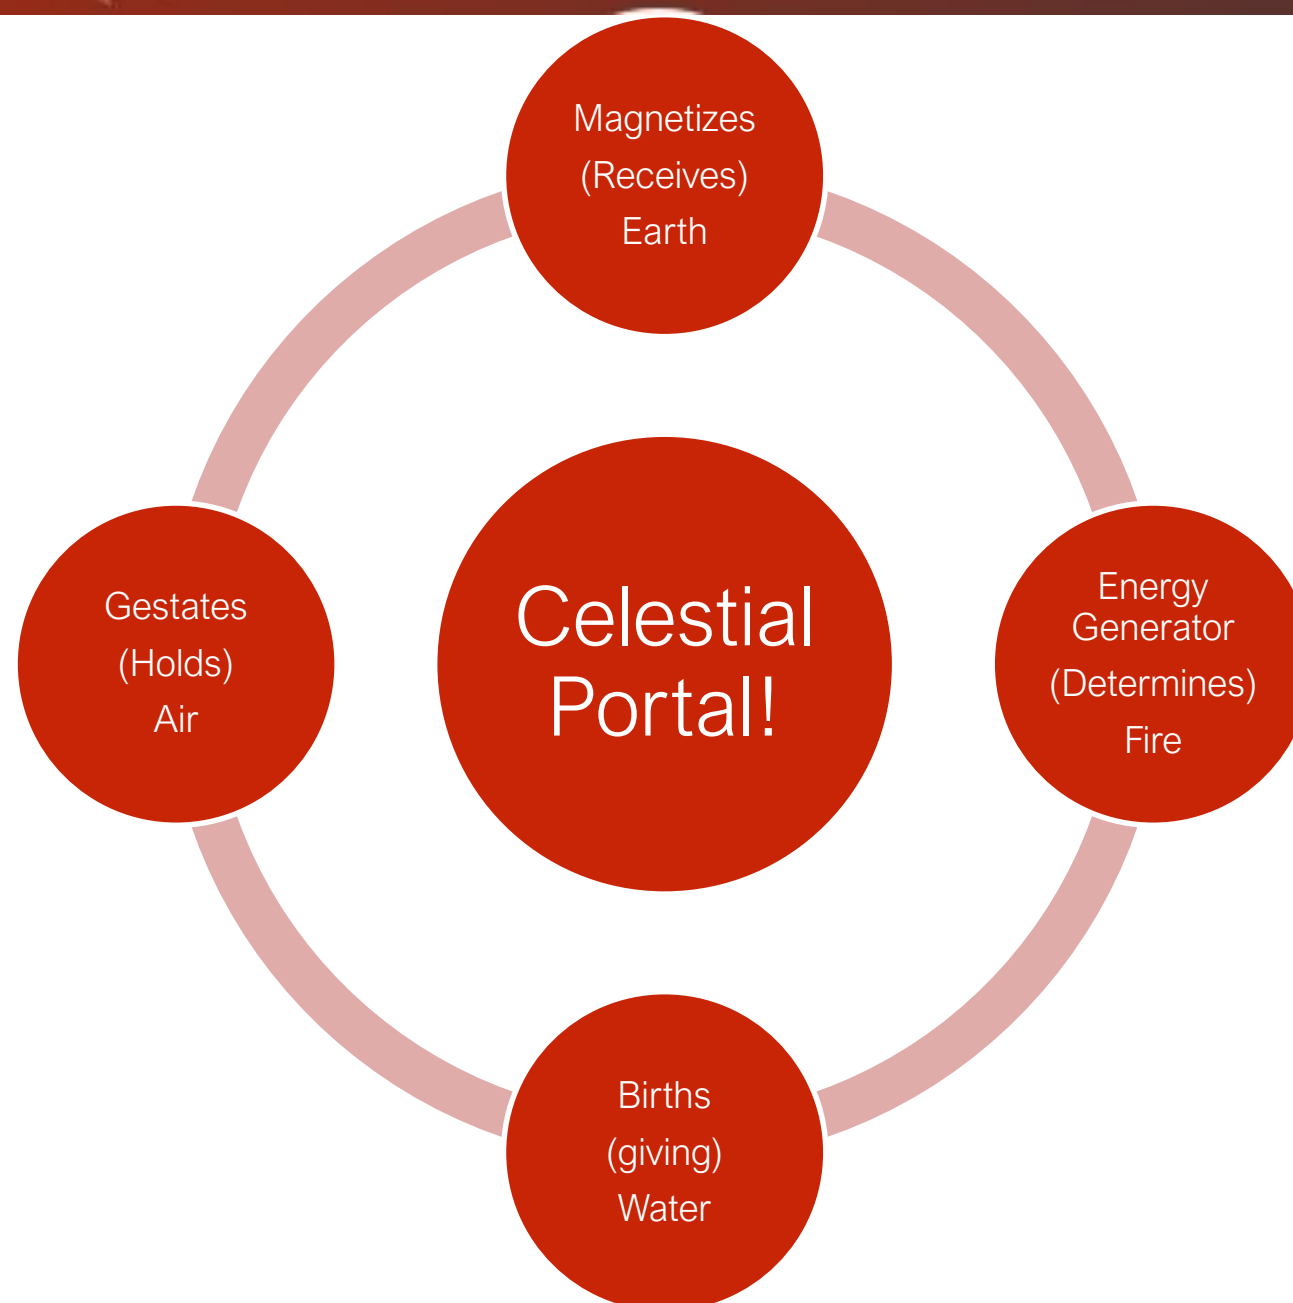 Magnetizes
(Receives)
Earth
Energy
Generator
(Determines)
Fire
Births
(giving)
Water
Gestates
(Holds)
Air
Celestial
Portal!